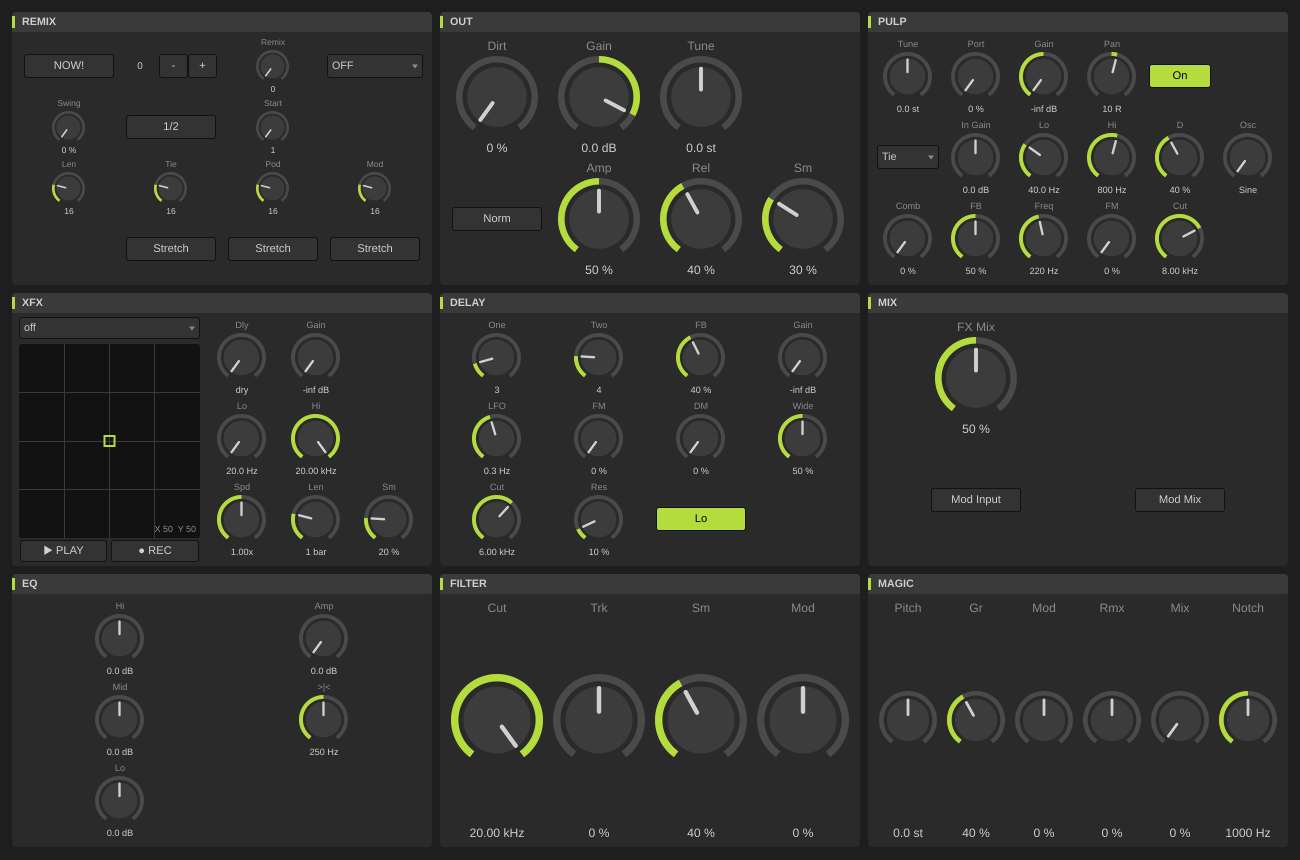 REMIX
Remix
NOW! 0 - + OFF
0
Swing Start
1/2
0 % 1
Len Tie Pod Mod
16 16 16 16
Stretch Stretch Stretch
OUT
Dirt Gain Tune
0 % 0.0 dB 0.0 st
Amp Rel Sm
Norm
50 % 40 % 30 %
PULP
Tune Port Gain Pan
On
0.0 st 0 % -inf dB 10 R
In Gain Lo Hi D Osc
Tie
0.0 dB 40.0 Hz 800 Hz 40 % Sine
Comb FB Freq FM Cut
0 % 50 % 220 Hz 0 % 8.00 kHz
XFX
off
Dly Gain
dry -inf dB
Lo Hi
20.0 Hz 20.00 kHz
Spd Len Sm
X 50 Y 50
▶ PLAY ● REC
1.00x 1 bar 20 %
DELAY
One Two FB Gain
3 4 40 % -inf dB
LFO FM DM Wide
0.3 Hz 0 % 0 % 50 %
Cut Res
Lo
6.00 kHz 10 %
MIX
FX Mix
50 %
Mod Input Mod Mix
EQ
Hi Amp
0.0 dB 0.0 dB
Mid >|<
0.0 dB 250 Hz
Lo
0.0 dB
FILTER
Cut Trk Sm Mod
20.00 kHz 0 % 40 % 0 %
MAGIC
Pitch Gr Mod Rmx Mix Notch
0.0 st 40 % 0 % 0 % 0 % 1000 Hz